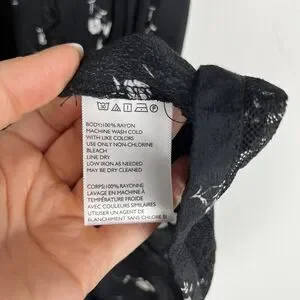 BODY:100% RAYON
MACHINE WASH COLD
WITH LIKE COLORS
USE ONLY NON-CHLORINE
BLEACH
LINE DRY
LOW IRON AS NEEDED
MAY BE DRY CLEANED
CORPS:100% RAYONNE
LAVAGE EN MACHINE À
TEMPÉRATURE FROIDE
AVEC COULEURS SIMILAIRES
UTILISER UN AGENT DE
BLANCHIMENT SANS CHLORE SI